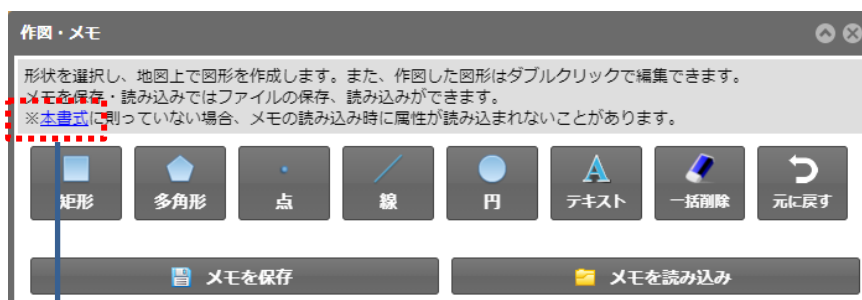 作図・メモ
形状を選択し、地図上で図形を作成します。また、作図した図形はダブルクリックで編集できます。
メモを保存・読み込みではファイルの保存、読み込みができます。
※本書式に則っていない場合、メモの読み込み時に属性が読み込まれないことがあります。
矩形 多角形 点 線 円 テキスト 一括削除 元に戻す
メモを保存 メモを読み込み